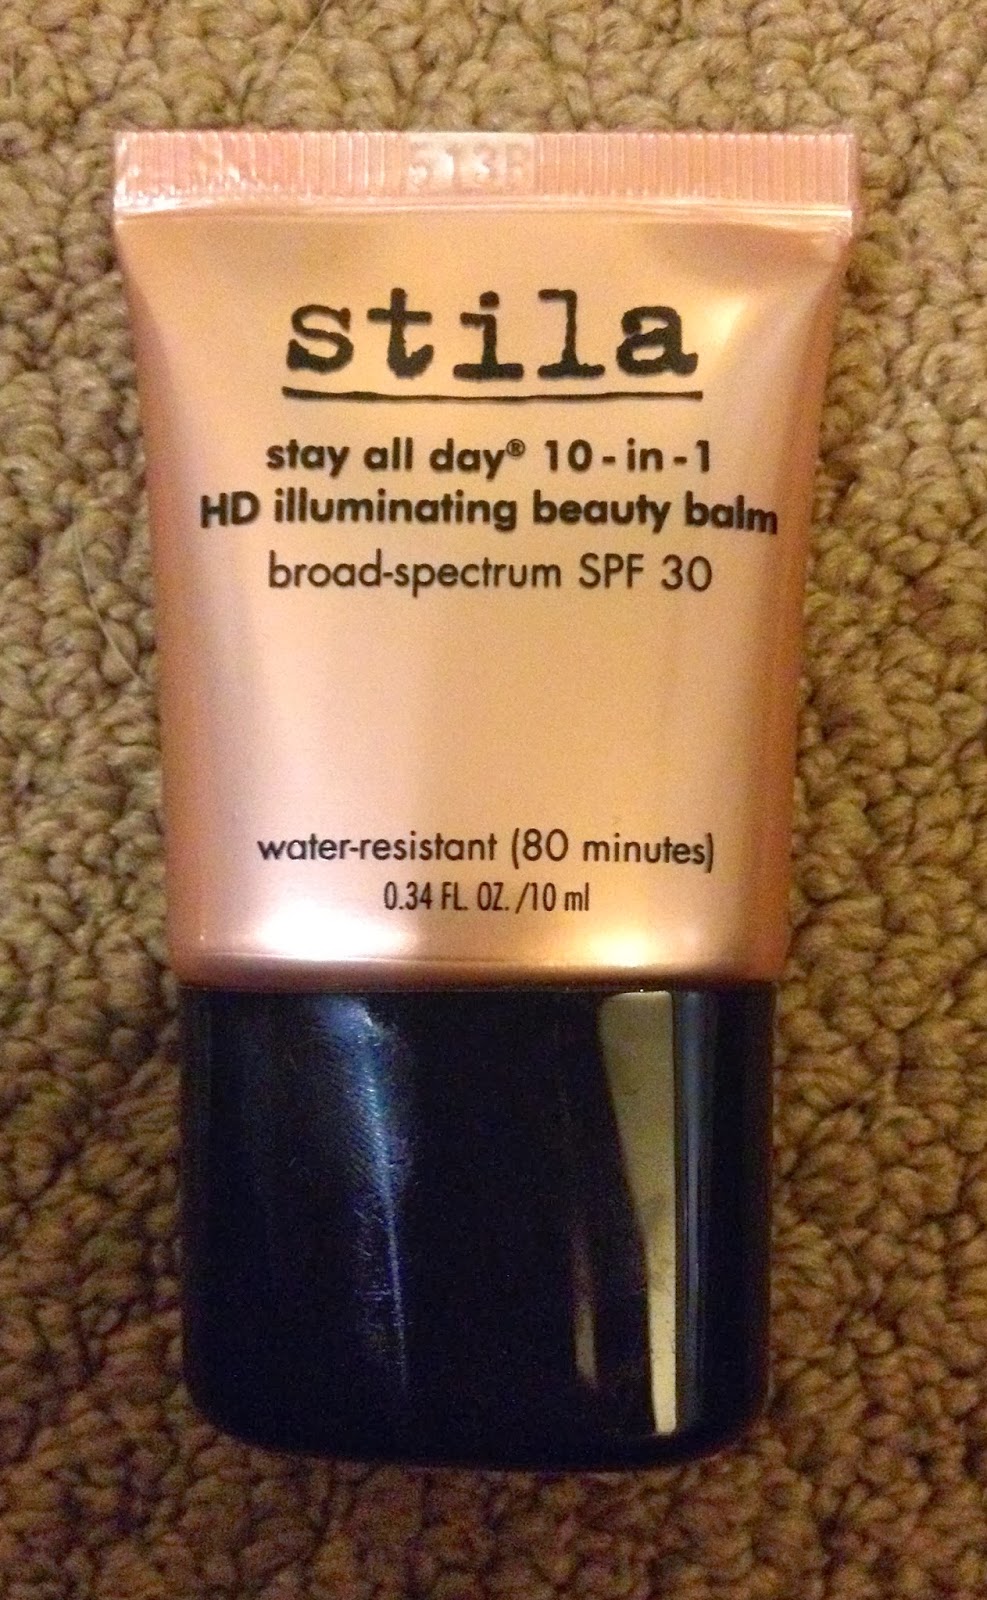 stila
stay all day® 10-in-1
HD illuminating beauty balm
broad-spectrum SPF 30
water-resistant (80 minutes)
0.34 FL. OZ./10 ml